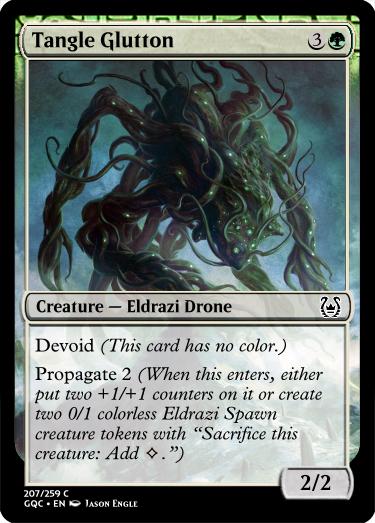 Tangle Glutton 3
Creature — Eldrazi Drone
Devoid (This card has no color.)
Propagate 2 (When this enters, either
put two +1/+1 counters on it or create
two 0/1 colorless Eldrazi Spawn
creature tokens with “Sacrifice this
creature: Add ◇.”)
2/2
207/259 C
GQC • EN Jason Engle